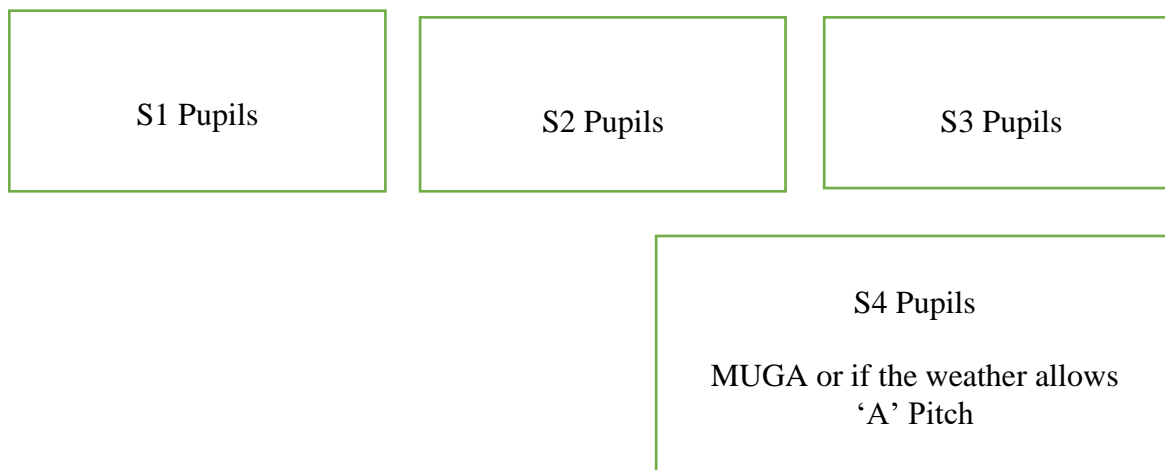 S1 Pupils
S2 Pupils
S3 Pupils
S4 Pupils
MUGA or if the weather allows
‘A’ Pitch